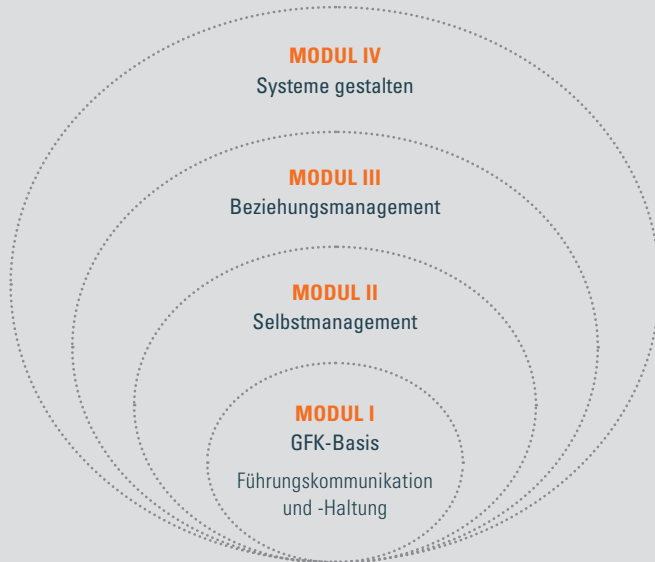 MODUL IV
Systeme gestalten
MODUL III
Beziehungsmanagement
MODUL II
Selbstmanagement
MODUL I
GFK-Basis
Führungskommunikation
und -Haltung